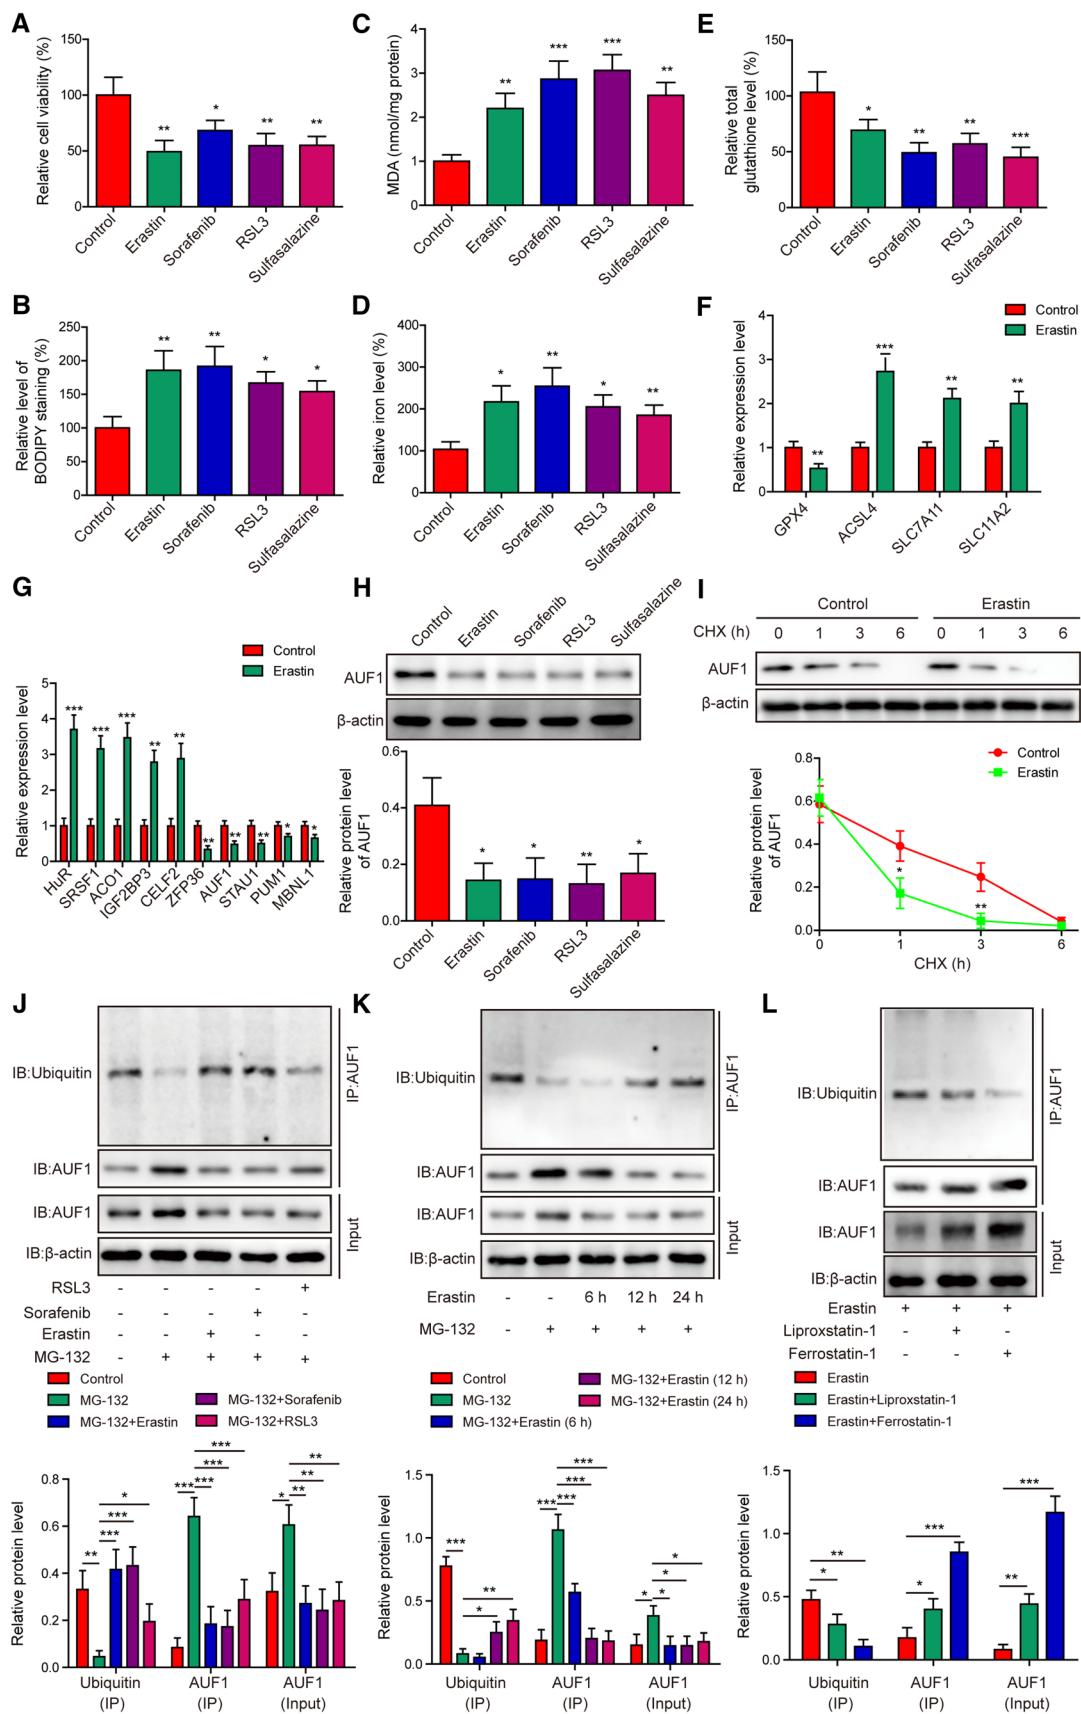 A
Relative cell viability (%)
150
100
50
0
**
*
**
**
Control
Erastin
Sorafenib
RSL3
Sulfasalazine
C
MDA (nmol/mg protein)
4
3
2
1
0
**
***
***
**
Control
Erastin
Sorafenib
RSL3
Sulfasalazine
E
Relative total
glutathione level (%)
150
100
50
0
*
**
**
***
Control
Erastin
Sorafenib
RSL3
Sulfasalazine
B
Relative level of
BODIPY staining (%)
250
200
150
100
50
0
**
**
*
*
Control
Erastin
Sorafenib
RSL3
Sulfasalazine
D
Relative iron level (%)
400
300
200
100
0
*
**
*
**
Control
Erastin
Sorafenib
RSL3
Sulfasalazine
F
Control
Erastin
Relative expression level
4
3
2
1
0
**
***
**
**
GPX4
ACSL4
SLC7A11
SLC11A2
G
Control
Erastin
Relative expression level
5
4
3
2
1
0
***
***
***
**
**
**
**
**
*
*
HuR
SRSF1
ACO1
IGF2BP3
CELF2
ZFP36
AUF1
STAU1
PUM1
MBNL1
H
Control
Erastin
Sorafenib
RSL3
Sulfasalazine
AUF1
β-actin
Relative protein level
of AUF1
0.6
0.4
0.2
0.0
*
*
**
*
Control
Erastin
Sorafenib
RSL3
Sulfasalazine
I
Control Erastin
CHX (h) 0 1 3 6 0 1 3 6
AUF1
β-actin
Control
Erastin
Relative protein level
of AUF1
0.8
0.6
0.4
0.2
0.0
*
**
0 1 3 6
CHX (h)
J
IB:Ubiquitin
IP:AUF1
IB:AUF1
IB:AUF1
Input
IB:β-actin
RSL3 - - - - +
Sorafenib - - - + -
Erastin - - + - -
MG-132 - + + + +
Control
MG-132
MG-132+Erastin
MG-132+Sorafenib
MG-132+RSL3
Relative protein level
0.8
0.6
0.4
0.2
0.0
**
***
***
*
***
***
***
***
*
**
**
**
Ubiquitin
(IP)
AUF1
(IP)
AUF1
(Input)
K
IB:Ubiquitin
IP:AUF1
IB:AUF1
IB:AUF1
Input
IB:β-actin
Erastin - - 6 h 12 h 24 h
MG-132 - + + + +
Control
MG-132
MG-132+Erastin (6 h)
MG-132+Erastin (12 h)
MG-132+Erastin (24 h)
Relative protein level
1.5
1.0
0.5
0.0
***
*
**
***
***
***
***
*
*
*
*
Ubiquitin
(IP)
AUF1
(IP)
AUF1
(Input)
L
IB:Ubiquitin
IP:AUF1
IB:AUF1
IB:AUF1
Input
IB:β-actin
Erastin + + +
Liproxstatin-1 - + -
Ferrostatin-1 - - +
Erastin
Erastin+Liproxstatin-1
Erastin+Ferrostatin-1
Relative protein level
1.5
1.0
0.5
0.0
*
**
*
***
**
***
Ubiquitin
(IP)
AUF1
(IP)
AUF1
(Input)